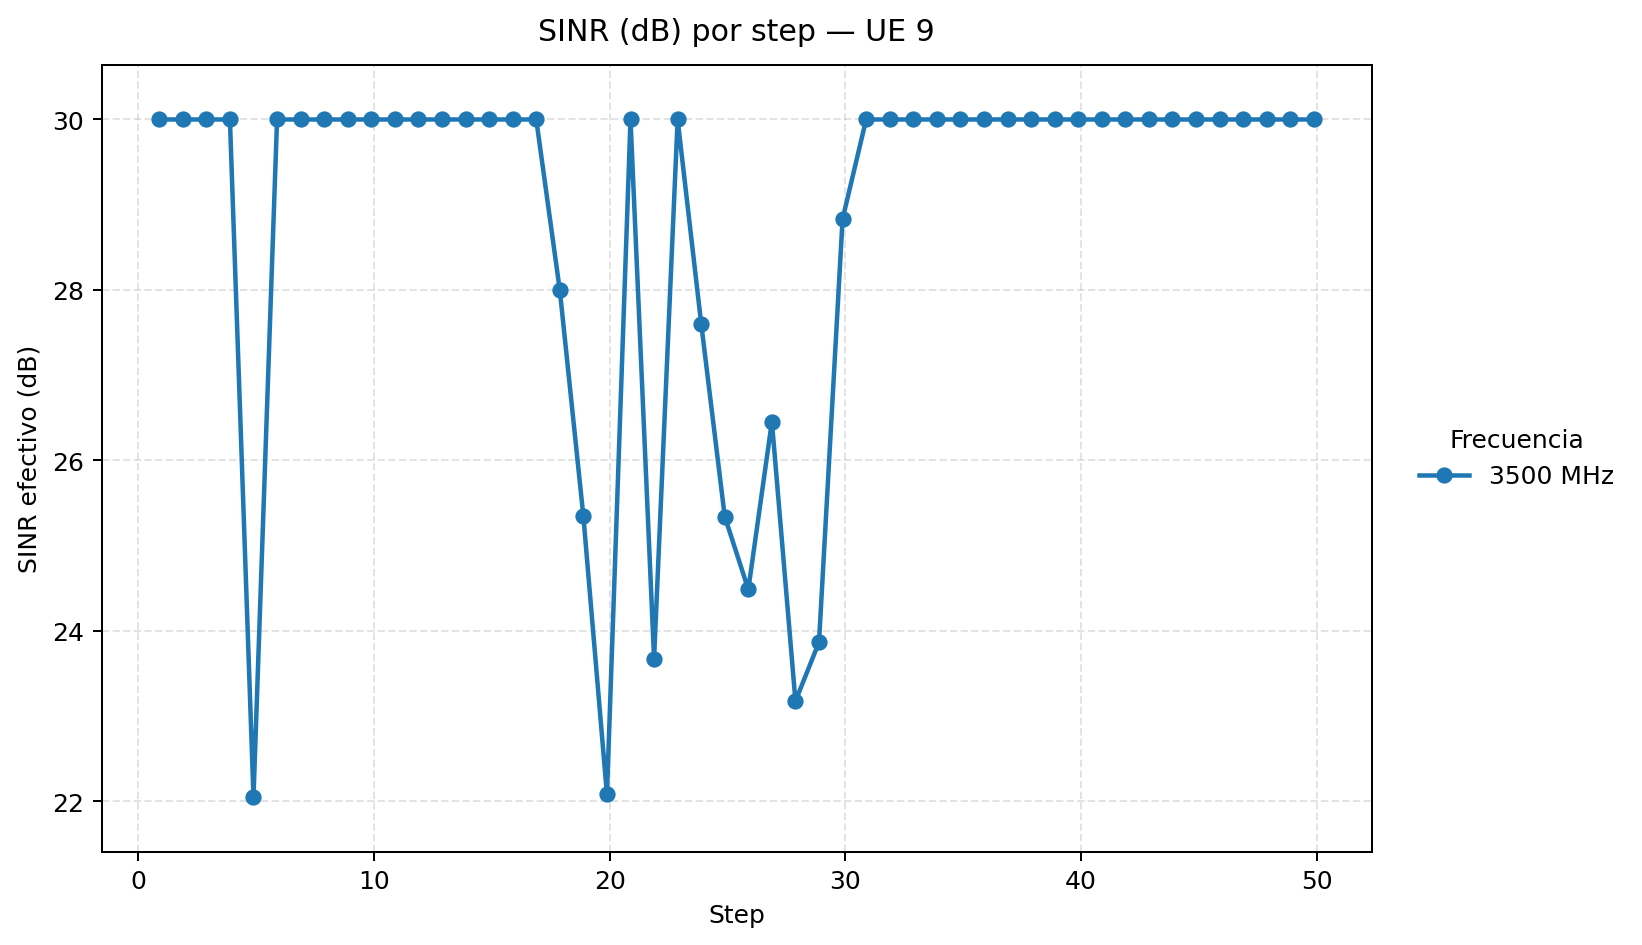 SINR (dB) por step — UE 9
30
28
26
24
22
SINR efectivo (dB)
0
10
20
30
40
50
Step
Frecuencia
3500 MHz